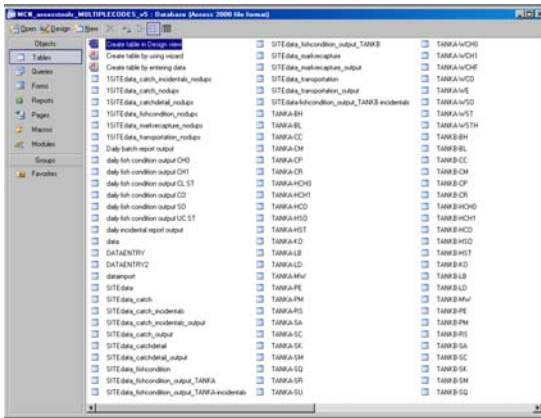 MCN_accesstools_MULTIPLECODES_v5 : Database (Access 2000 file format)
Open Design New
Objects
Tables
Queries
Forms
Reports
Pages
Macros
Modules
Groups
Favorites
Create table in Design view
Create table by using wizard
Create table by entering data
1SITEdata_catch_incidentals_nodups
1SITEdata_catch_nodups
1SITEdata_catchdetail_nodups
1SITEdata_fishcondition_nodups
1SITEdata_markrecapture_nodups
1SITEdata_transportation_nodups
Daily batch report output
daily fish condition output CH0
daily fish condition output CH1
daily fish condition output CL ST
daily fish condition output CO
daily fish condition output SO
daily fish condition output UC ST
daily incidental report output
data
DATAENTRY
DATAENTRY2
dataimport
SITEdata
SITEdata_catch
SITEdata_catch_incidentals
SITEdata_catch_incidentals_output
SITEdata_catch_output
SITEdata_catchdetail
SITEdata_catchdetail_output
SITEdata_fishcondition
SITEdata_fishcondition_output_TANKA
SITEdata_fishcondition_output_TANKA-incidentals
SITEdata_fishcondition_output_TANKB
SITEdata_markrecapture
SITEdata_markrecapture_output
SITEdata_transportation
SITEdata_transportation_output
SITEdata-fishcondition_output_TANKB-incidentals
TANKA-BH
TANKA-BL
TANKA-CC
TANKA-CM
TANKA-CP
TANKA-CR
TANKA-HCH0
TANKA-HCH1
TANKA-HCO
TANKA-HSO
TANKA-HST
TANKA-KO
TANKA-LB
TANKA-LD
TANKA-MW
TANKA-PE
TANKA-PM
TANKA-RS
TANKA-SA
TANKA-SC
TANKA-SK
TANKA-SM
TANKA-SQ
TANKA-SR
TANKA-SU
TANKA-WCH0
TANKA-WCH1
TANKA-WCHF
TANKA-WCO
TANKA-WE
TANKA-WSO
TANKA-WST
TANKA-WSTH
TANKB-BH
TANKB-BL
TANKB-CC
TANKB-CM
TANKB-CP
TANKB-CR
TANKB-HCH0
TANKB-HCH1
TANKB-HCO
TANKB-HSO
TANKB-HST
TANKB-KO
TANKB-LB
TANKB-LD
TANKB-MW
TANKB-PE
TANKB-PM
TANKB-RS
TANKB-SA
TANKB-SC
TANKB-SK
TANKB-SM
TANKB-SQ